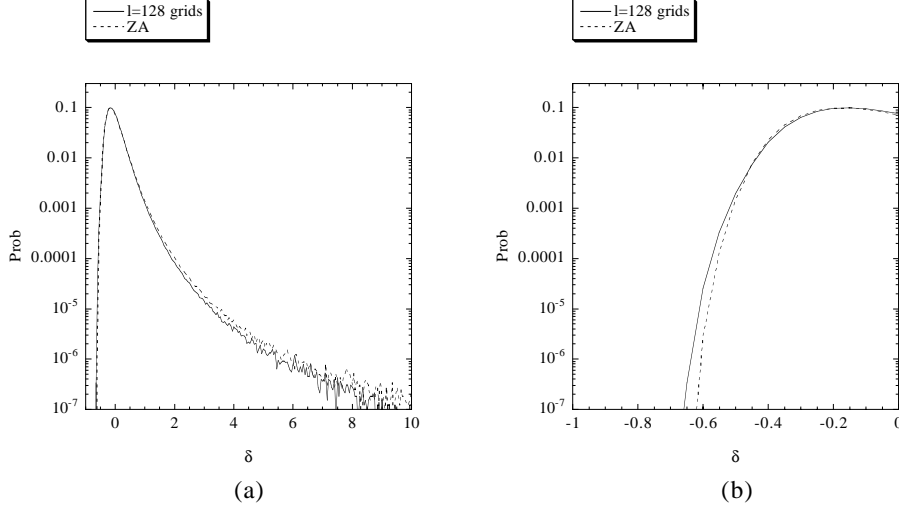 l=128 grids
ZA
Prob
0.1
0.01
0.001
0.0001
10^-5
10^-6
10^-7
0 2 4 6 8 10
δ
(a)
l=128 grids
ZA
Prob
0.1
0.01
0.001
0.0001
10^-5
10^-6
10^-7
-1 -0.8 -0.6 -0.4 -0.2 0
δ
(b)